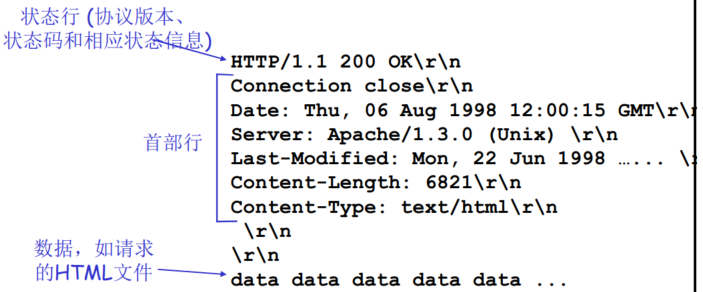 状态行 (协议版本、
状态码和相应状态信息)
HTTP/1.1 200 OK\r\n
Connection close\r\n
Date: Thu, 06 Aug 1998 12:00:15 GMT\r\
Server: Apache/1.3.0 (Unix) \r\n
首部行
Last-Modified: Mon, 22 Jun 1998 …... \
Content-Length: 6821\r\n
Content-Type: text/html\r\n
\r\n
数据，如请求
的HTML文件
\r\n
data data data data data ...